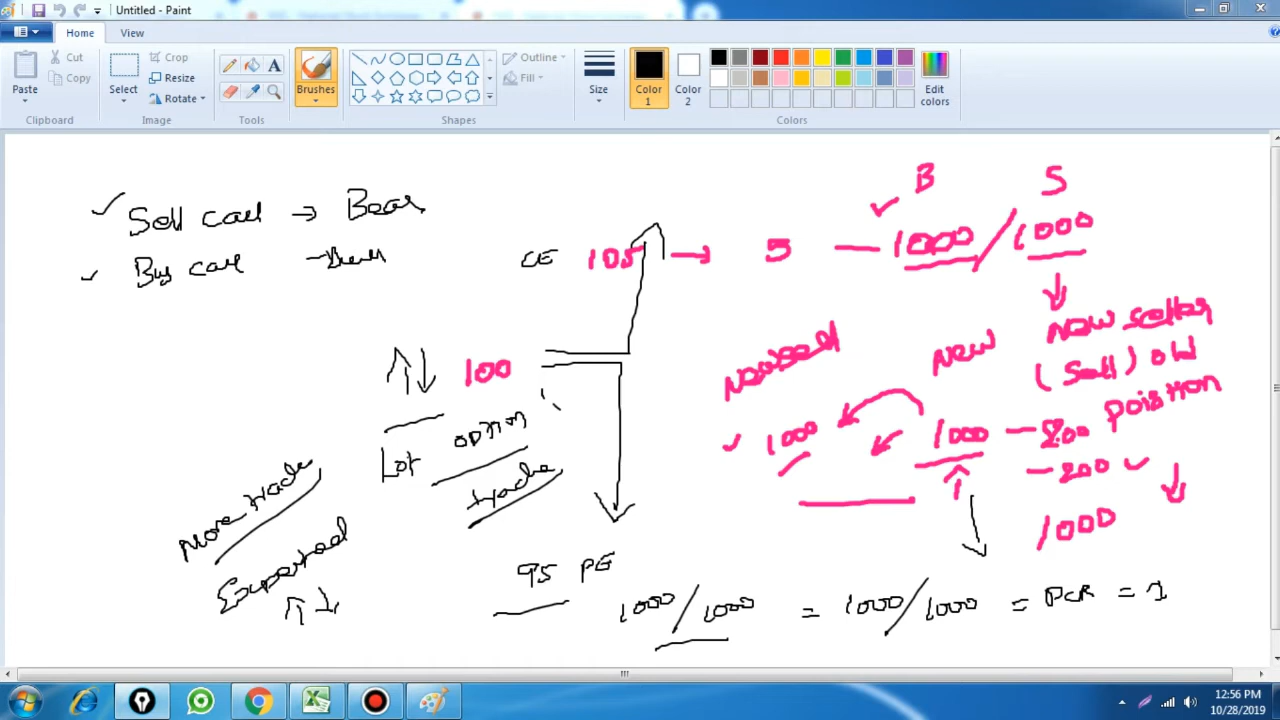 Untitled - Paint
Home
View
Paste
Cut
Copy
Clipboard
Select
Crop
Resize
Rotate
Image
Tools
Brushes
Shapes
Outline
Fill
Size
Color 1
Color 2
Edit colors
Colors
B
S
Sell call → Bear
Buy call →
CE 105 → 5 — 1000/1000
100
New
New seller
(Sell) old
Poisition
1000
1000 — 200
— 200
1000
Lot
option
trade
More trade
Expected
95 PE
1000/1000 = 1000/1000 = PCR = 1
12:56 PM
10/28/2019